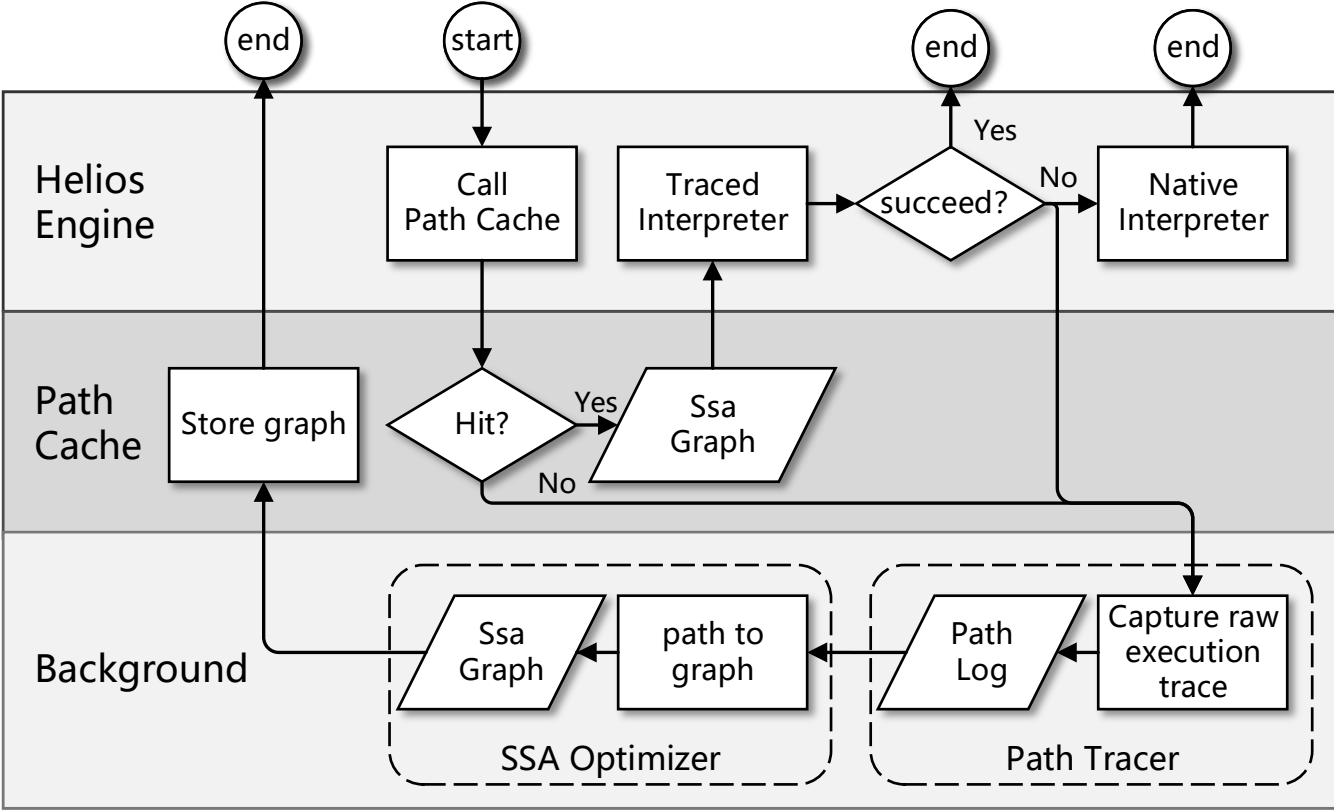 end
start
end
end
Helios
Engine
Call
Path Cache
Traced
Interpreter
succeed?
Yes
No
Native
Interpreter
Path
Cache
Store graph
Hit?
Yes
No
Ssa
Graph
Background
Ssa
Graph
path to
graph
SSA Optimizer
Path
Log
Capture raw
execution
trace
Path Tracer